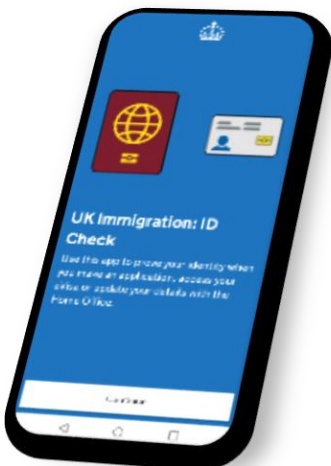 UK Immigration: ID
Check
Use this app to prove your identity when
you make an application, access your
eVisa or update your details with the
Home Office.
Continue